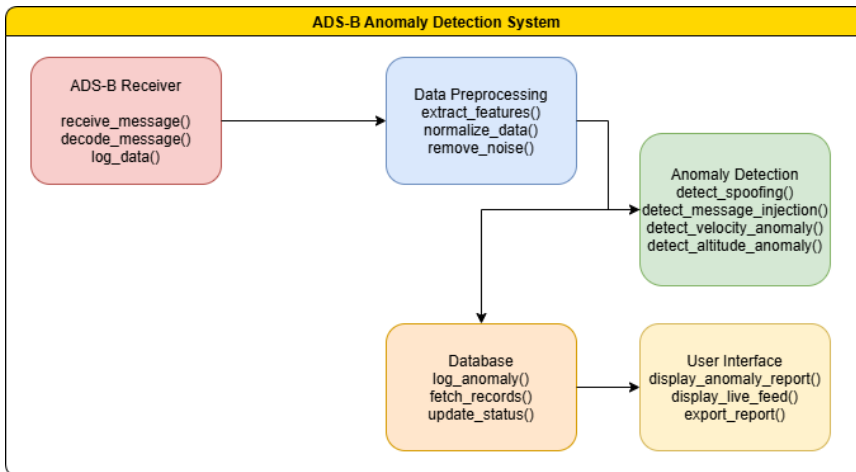 ADS-B Anomaly Detection System
ADS-B Receiver
receive_message()
decode_message()
log_data()
Data Preprocessing
extract_features()
normalize_data()
remove_noise()
Anomaly Detection
detect_spoofing()
detect_message_injection()
detect_velocity_anomaly()
detect_altitude_anomaly()
Database
log_anomaly()
fetch_records()
update_status()
User Interface
display_anomaly_report()
display_live_feed()
export_report()